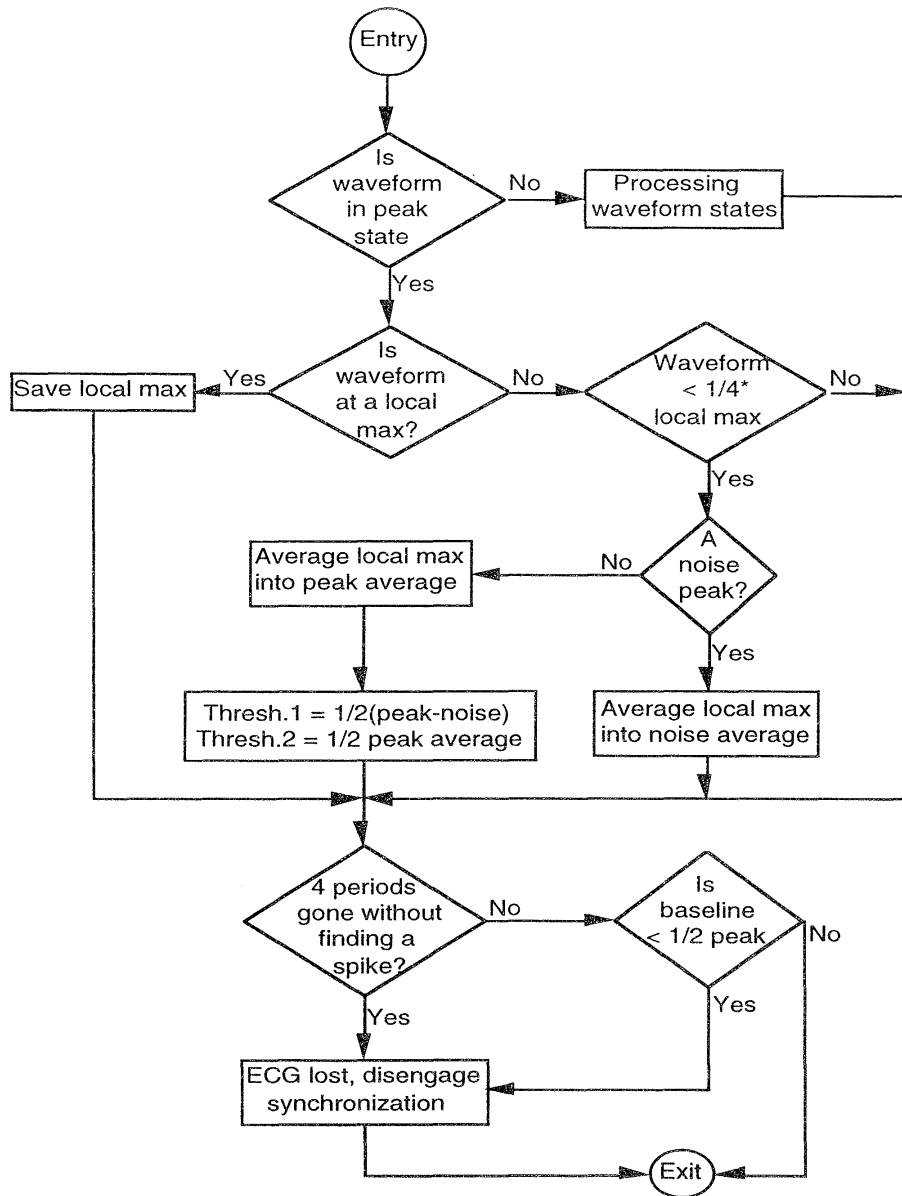 Entry
Is
waveform
in peak
state
No
Processing
waveform states
Yes
Is
waveform
at a local
max?
Yes
Save local max
No
Waveform
< 1/4*
local max
No
Yes
A
noise
peak?
No
Average local max
into peak average
Yes
Thresh.1 = 1/2(peak-noise)
Thresh.2 = 1/2 peak average
Average local max
into noise average
4 periods
gone without
finding a
spike?
No
Is
baseline
< 1/2 peak
No
Yes
Yes
ECG lost, disengage
synchronization
Exit